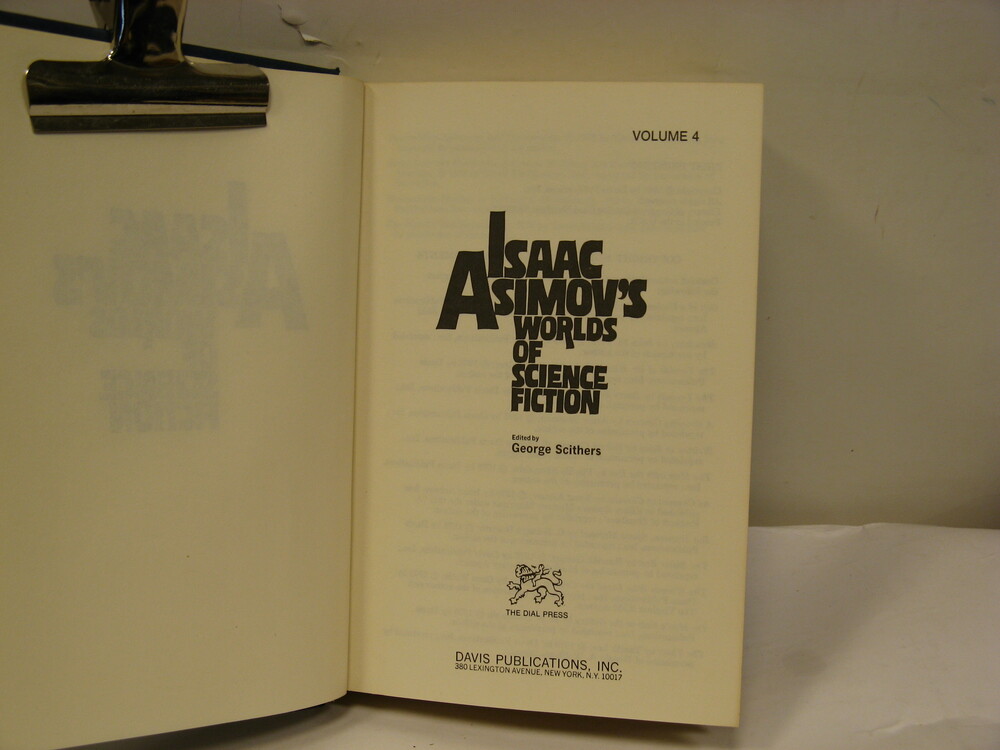 VOLUME 4
ISAAC
ASIMOV'S
WORLDS
OF
SCIENCE
FICTION
Edited by
George Scithers
THE DIAL PRESS
DAVIS PUBLICATIONS, INC.
380 LEXINGTON AVENUE, NEW YORK, N.Y. 10017